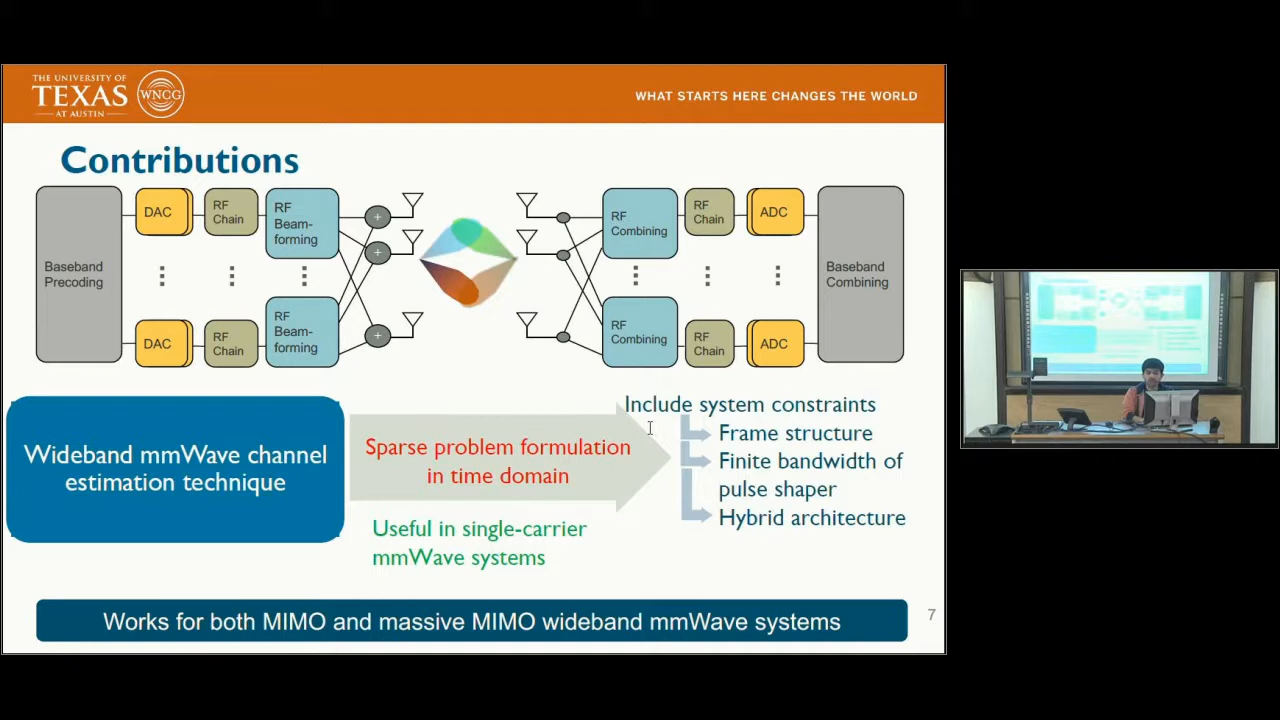 THE UNIVERSITY OF
TEXAS
AT AUSTIN
WNCG
WHAT STARTS HERE CHANGES THE WORLD
Contributions
Baseband
Precoding
DAC
RF
Chain
RF
Beam-
forming
+
+
RF
Combining
RF
Chain
ADC
Baseband
Combining
DAC
RF
Chain
RF
Beam-
forming
+
RF
Combining
RF
Chain
ADC
Wideband mmWave channel
estimation technique
Sparse problem formulation
in time domain
Useful in single-carrier
mmWave systems
Include system constraints
Frame structure
Finite bandwidth of
pulse shaper
Hybrid architecture
Works for both MIMO and massive MIMO wideband mmWave systems
7